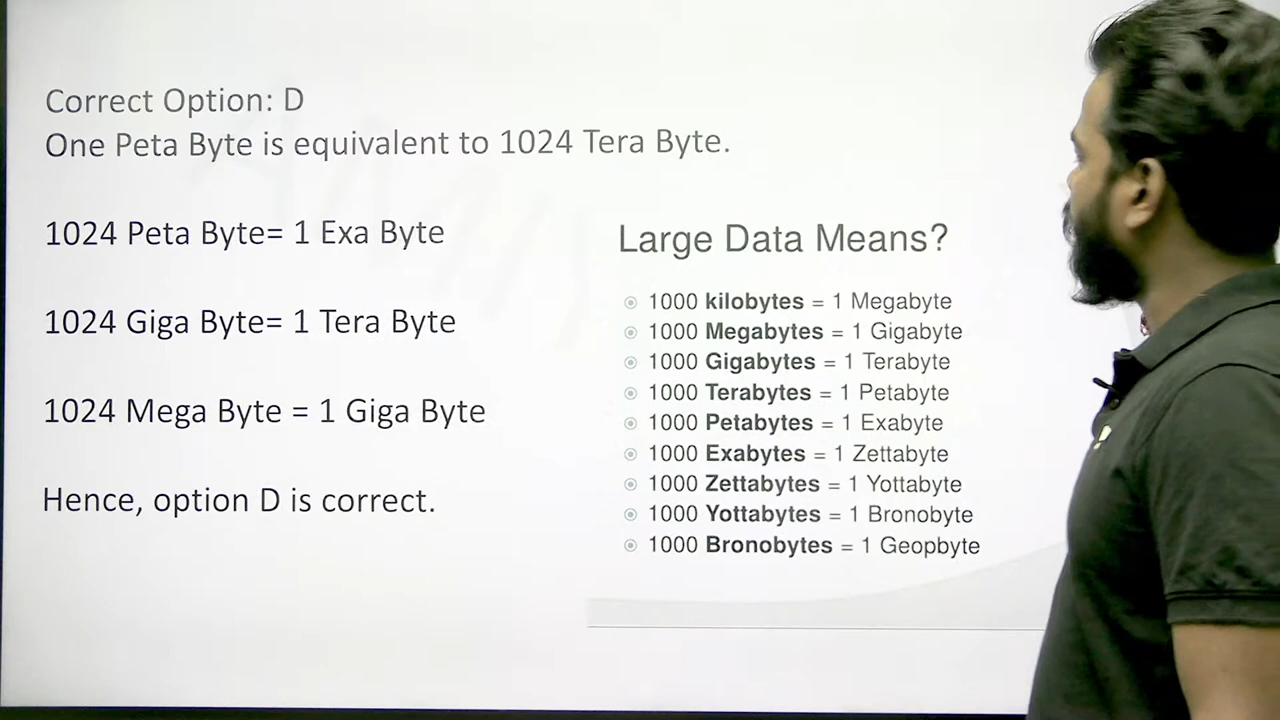 Correct Option: D
One Peta Byte is equivalent to 1024 Tera Byte.
1024 Peta Byte= 1 Exa Byte
1024 Giga Byte= 1 Tera Byte
1024 Mega Byte = 1 Giga Byte
Hence, option D is correct.
Large Data Means?
1000 kilobytes = 1 Megabyte
1000 Megabytes = 1 Gigabyte
1000 Gigabytes = 1 Terabyte
1000 Terabytes = 1 Petabyte
1000 Petabytes = 1 Exabyte
1000 Exabytes = 1 Zettabyte
1000 Zettabytes = 1 Yottabyte
1000 Yottabytes = 1 Bronobyte
1000 Bronobytes = 1 Geopbyte